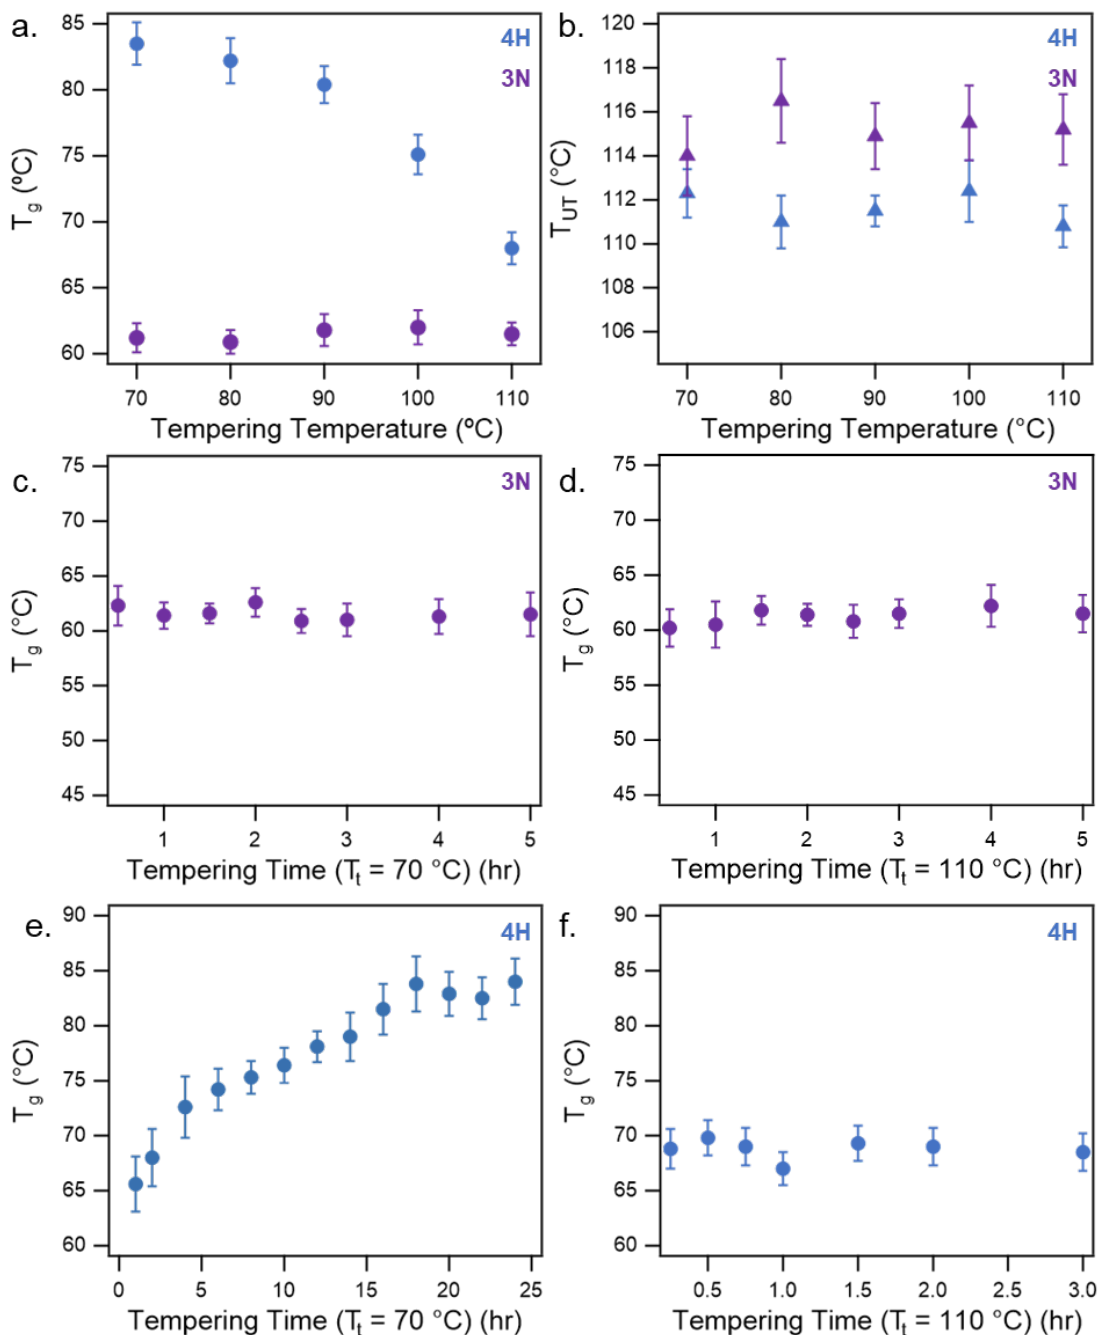 a.
4H
3N
85
80
75
70
65
60
T_g (ºC)
70 80 90 100 110
Tempering Temperature (ºC)
b.
4H
3N
120
118
116
114
112
110
108
106
T_UT (°C)
70 80 90 100 110
Tempering Temperature (°C)
c.
3N
75
70
65
60
55
50
45
T_g (°C)
1 2 3 4 5
Tempering Time (T_t = 70 °C) (hr)
d.
3N
75
70
65
60
55
50
45
T_g (°C)
1 2 3 4 5
Tempering Time (T_t = 110 °C) (hr)
e.
4H
90
85
80
75
70
65
60
T_g (°C)
0 5 10 15 20 25
Tempering Time (T_t = 70 °C) (hr)
f.
4H
90
85
80
75
70
65
60
T_g (°C)
0.5 1.0 1.5 2.0 2.5 3.0
Tempering Time (T_t = 110 °C) (hr)